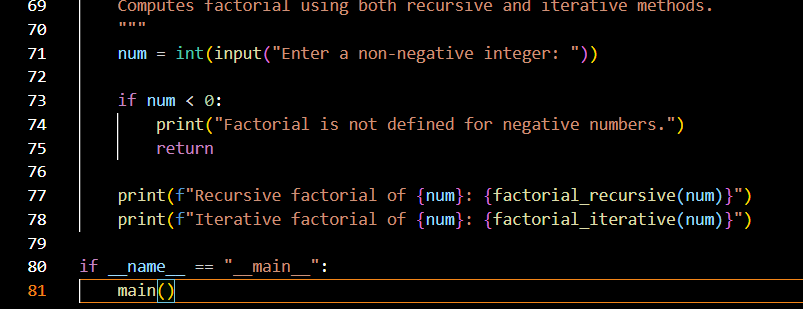 69 Computes factorial using both recursive and iterative methods.
70 """
71 num = int(input("Enter a non-negative integer: "))
72
73 if num < 0:
74 print("Factorial is not defined for negative numbers.")
75 return
76
77 print(f"Recursive factorial of {num}: {factorial_recursive(num)}")
78 print(f"Iterative factorial of {num}: {factorial_iterative(num)}")
79
80 if __name__ == "__main__":
81 main()